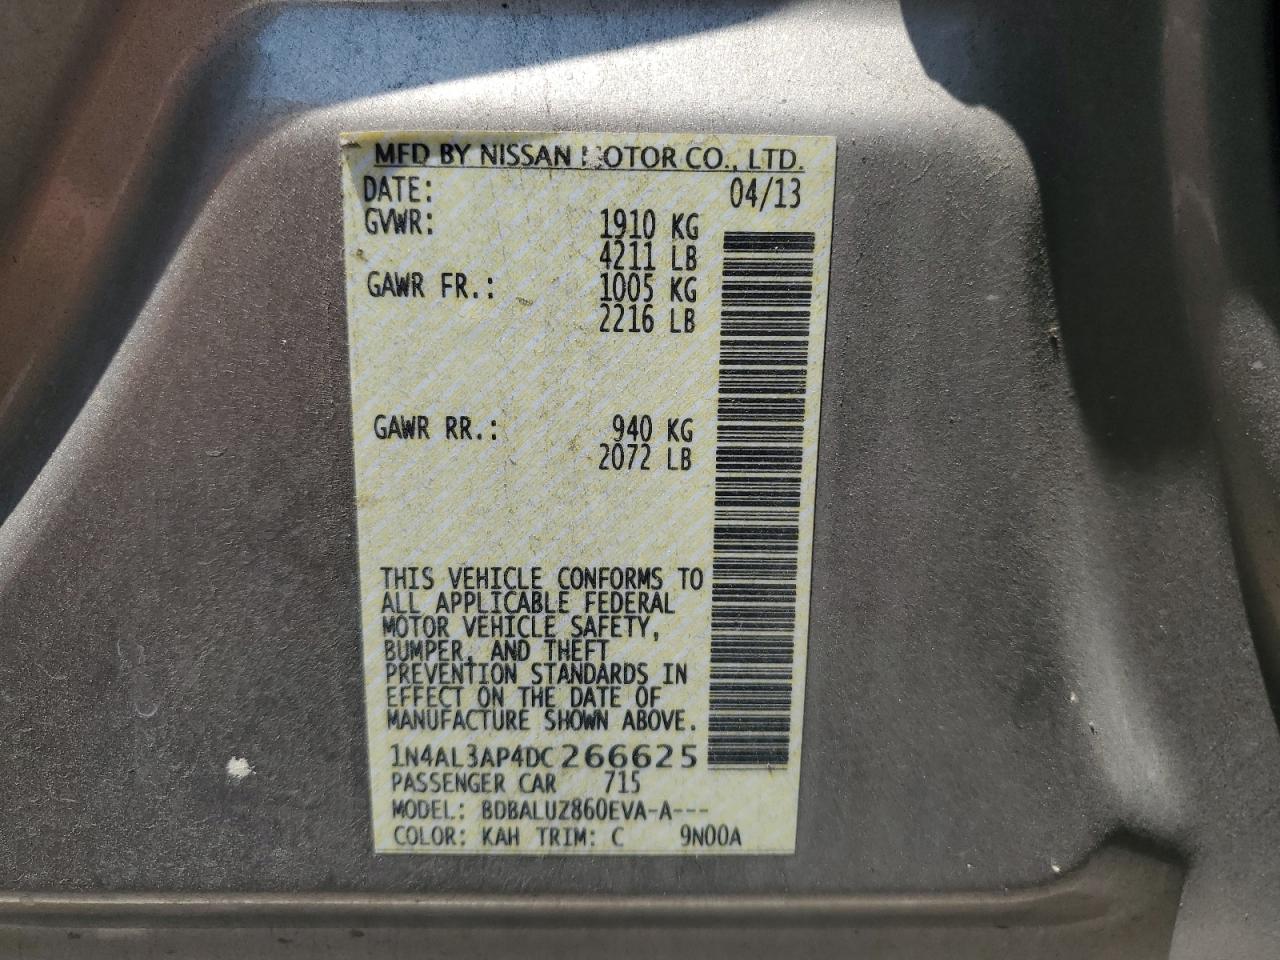 MFD BY NISSAN MOTOR CO., LTD.
DATE: 04/13
GVWR: 1910 KG
4211 LB
GAWR FR.: 1005 KG
2216 LB
GAWR RR.: 940 KG
2072 LB
THIS VEHICLE CONFORMS TO
ALL APPLICABLE FEDERAL
MOTOR VEHICLE SAFETY,
BUMPER, AND THEFT
PREVENTION STANDARDS IN
EFFECT ON THE DATE OF
MANUFACTURE SHOWN ABOVE.
1N4AL3AP4DC266625
PASSENGER CAR 715
MODEL: BDBALUZ860EVA-A---
COLOR: KAH TRIM: C 9N00A